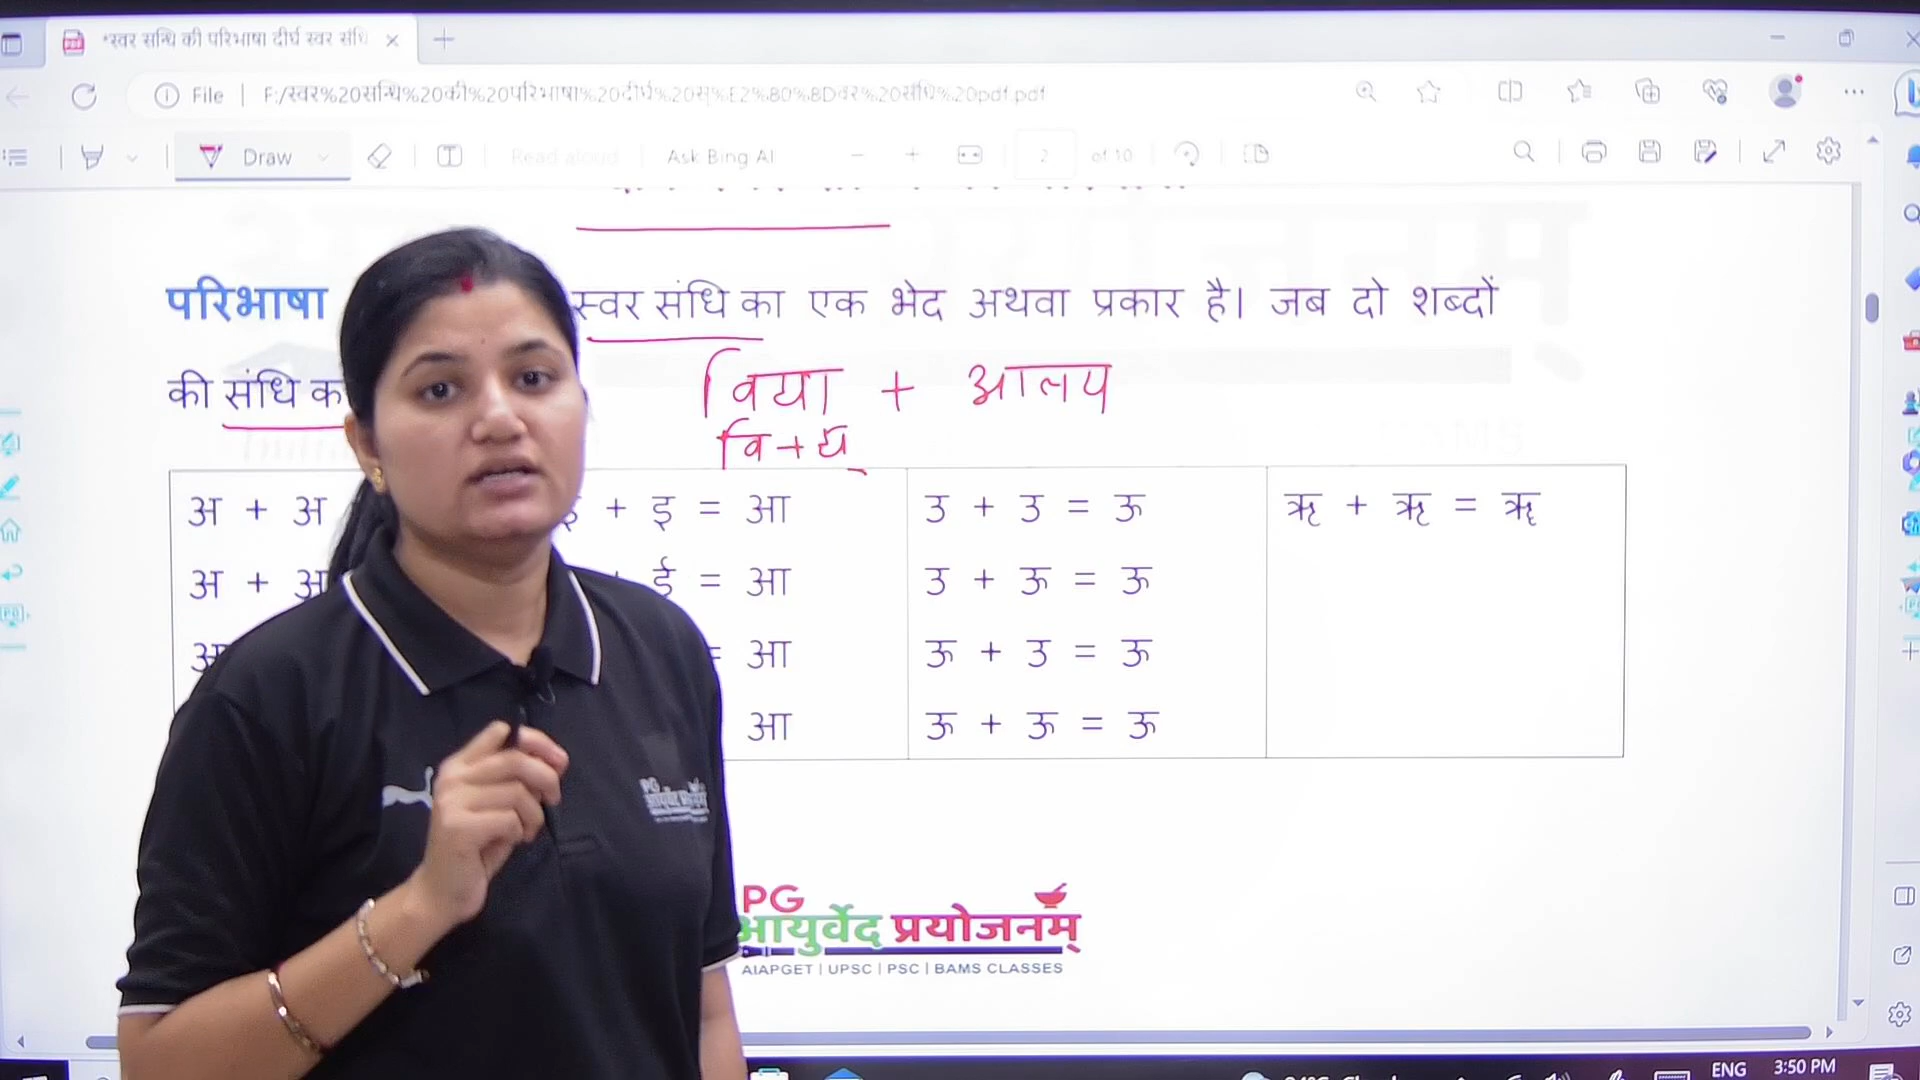 *स्वर सन्धि की परिभाषा दीर्घ स्वर संधि
File F:/स्वर%20सन्धि%20की%20परिभाषा%20दीर्घ%20स्%E2%80%8Dवर%20संधि%20pdf.pdf
Draw Read aloud Ask Bing AI 2 of 10
परिभाषा स्वर संधि का एक भेद अथवा प्रकार है। जब दो शब्दों
की संधि क
विद्या + आलय
वि + द्य्
अ + अ इ + इ = आ उ + उ = ऊ ऋ + ऋ = ॠ
अ + अ + ई = आ उ + ऊ = ऊ
= आ ऊ + उ = ऊ
आ ऊ + ऊ = ऊ
PG
आयुर्वेद प्रयोजनम्
AIAPGET | UPSC | PSC | BAMS CLASSES
ENG 3:50 PM